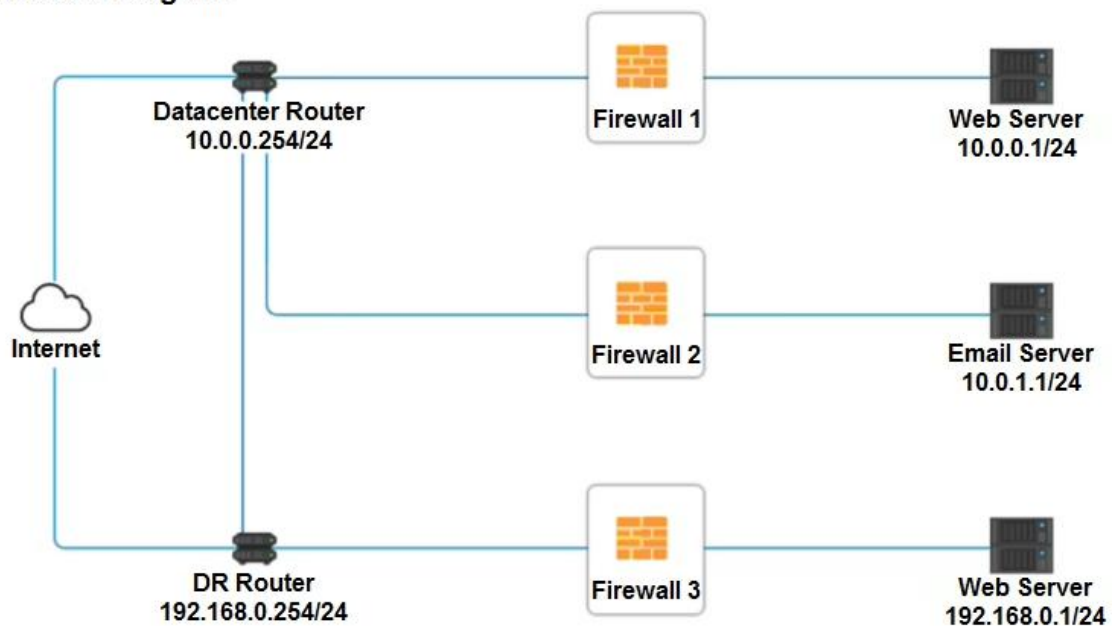 Datacenter Router
10.0.0.254/24
Firewall 1
Web Server
10.0.0.1/24
Internet
Firewall 2
Email Server
10.0.1.1/24
DR Router
192.168.0.254/24
Firewall 3
Web Server
192.168.0.1/24